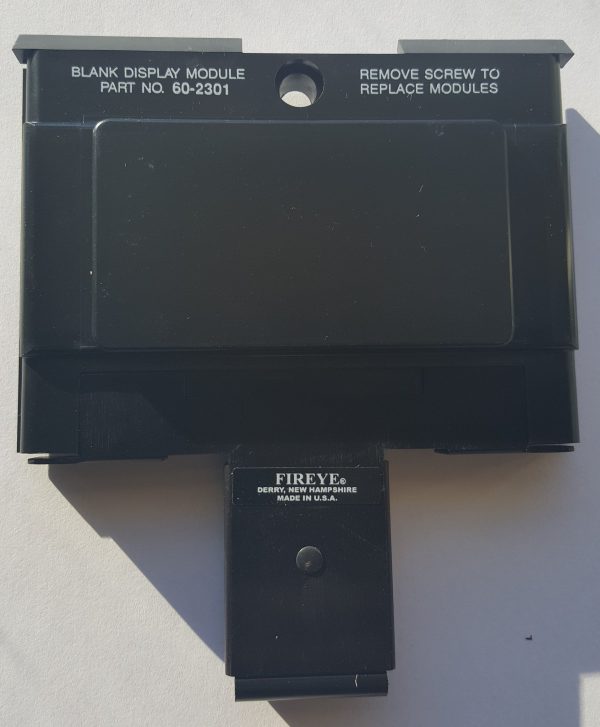 BLANK DISPLAY MODULE
PART NO. 60-2301
REMOVE SCREW TO
REPLACE MODULES
FIREYE®
DERRY, NEW HAMPSHIRE
MADE IN U.S.A.